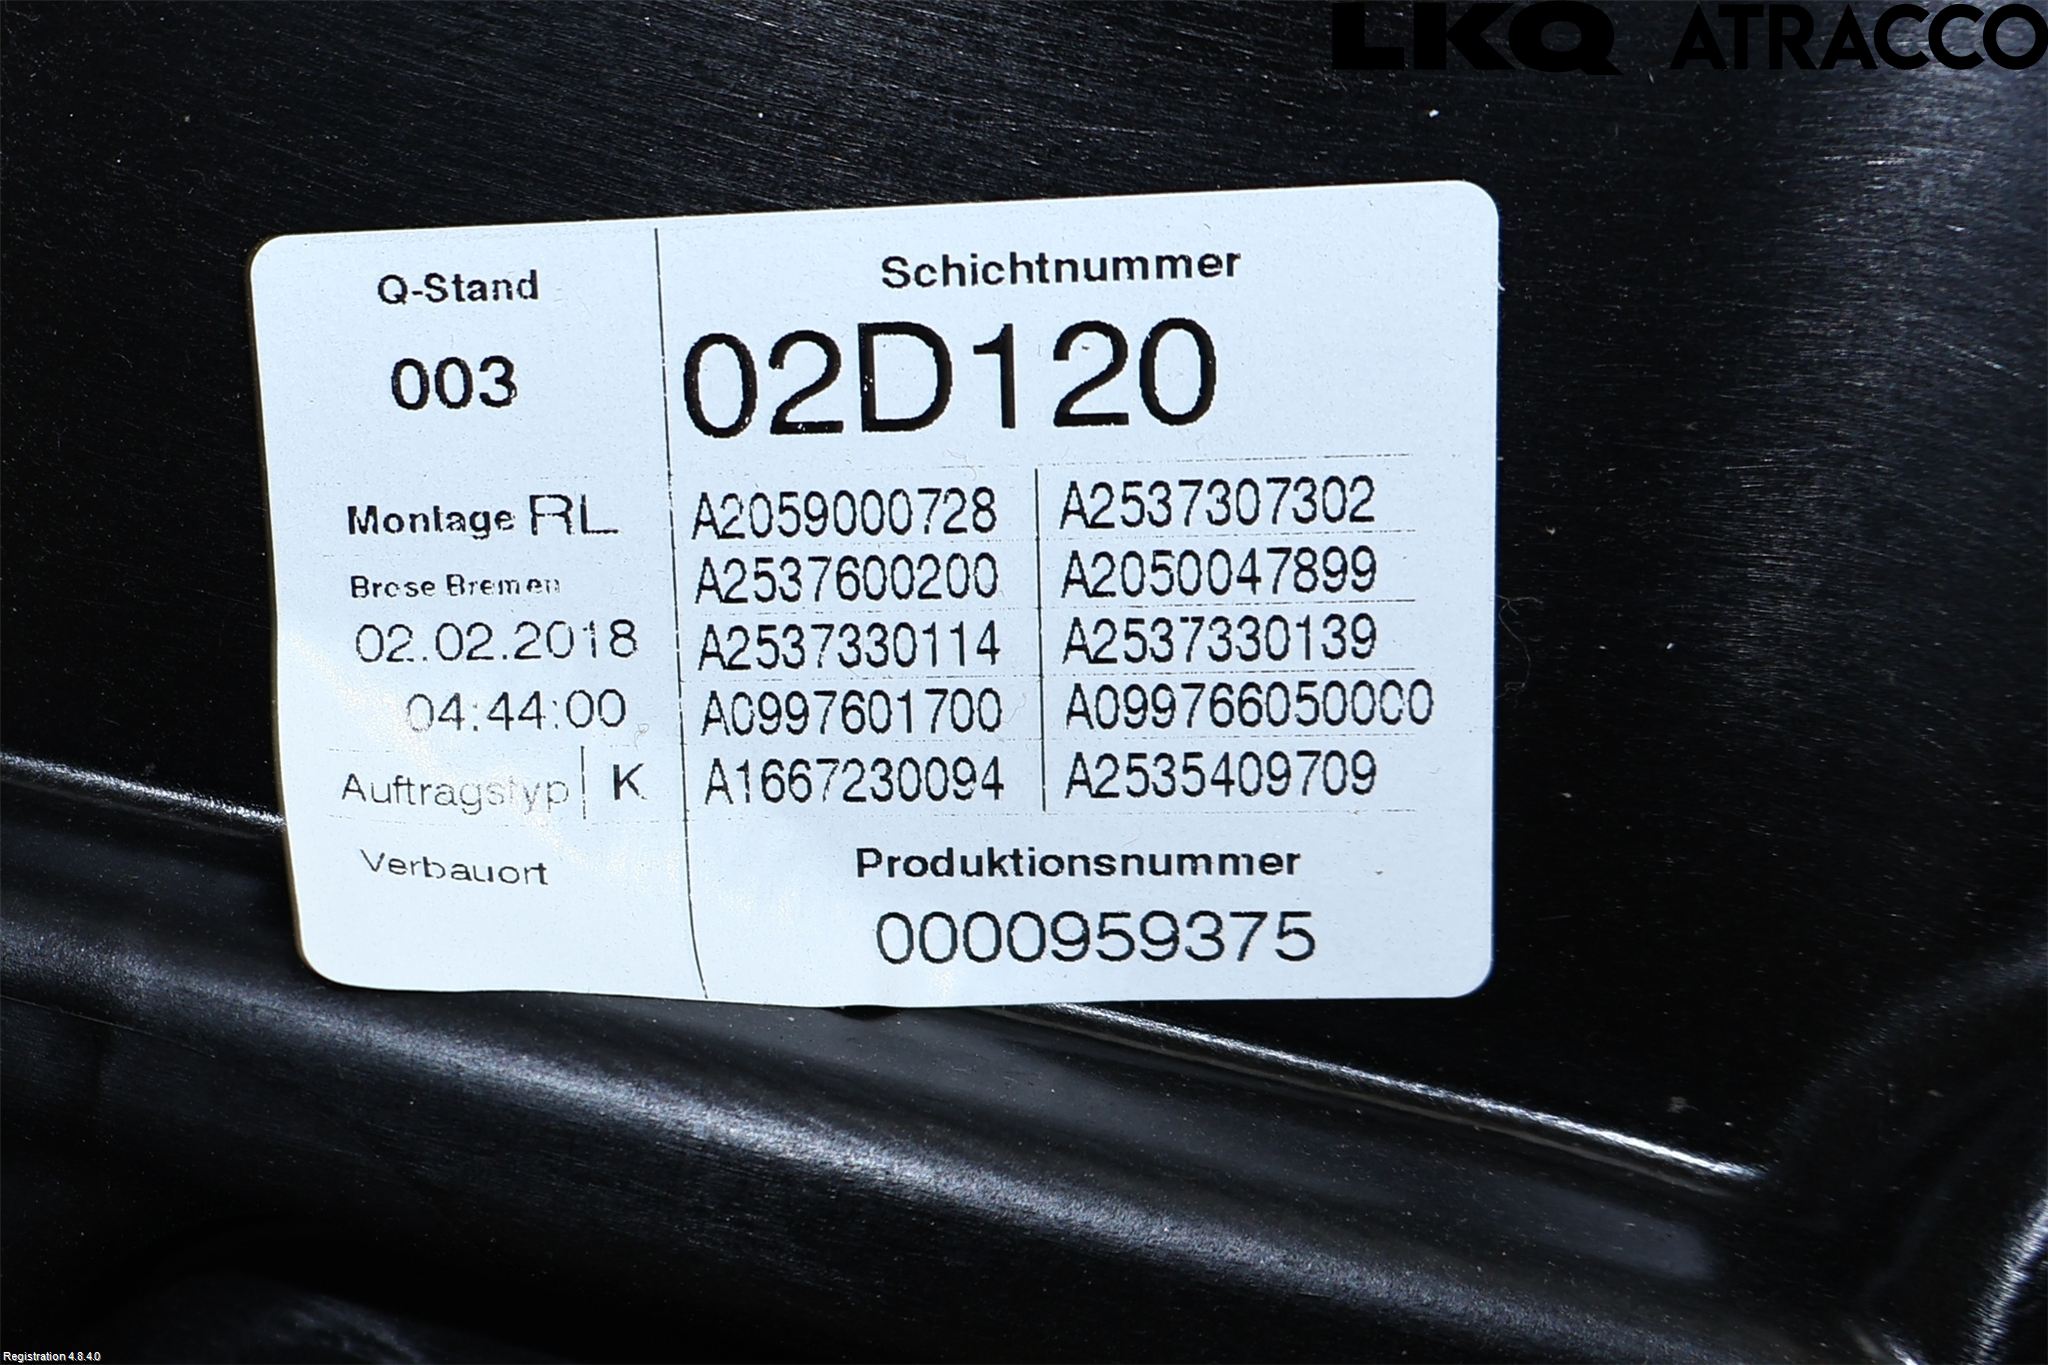 LKQ ATRACCO
Q-Stand
003
Montage RL
Brose Bremen
02.02.2018
04:44:00
Auftragstyp K
Verbauort
Schichtnummer
02D120
A2059000728 A2537307302
A2537600200 A2050047899
A2537330114 A2537330139
A0997601700 A099766050000
A1667230094 A2535409709
Produktionsnummer
0000959375
Registration 4.8.4.0